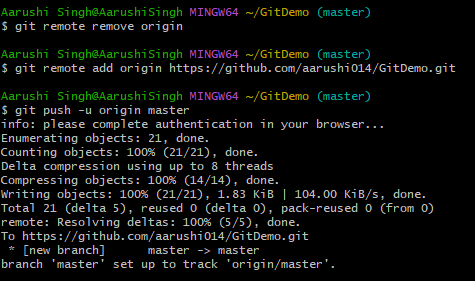 Aarushi Singh@AarushiSingh MINGW64 ~/GitDemo (master)
$ git remote remove origin
Aarushi Singh@AarushiSingh MINGW64 ~/GitDemo (master)
$ git remote add origin https://github.com/aarushi014/GitDemo.git
Aarushi Singh@AarushiSingh MINGW64 ~/GitDemo (master)
$ git push -u origin master
info: please complete authentication in your browser...
Enumerating objects: 21, done.
Counting objects: 100% (21/21), done.
Delta compression using up to 8 threads
Compressing objects: 100% (14/14), done.
Writing objects: 100% (21/21), 1.83 KiB | 104.00 KiB/s, done.
Total 21 (delta 5), reused 0 (delta 0), pack-reused 0 (from 0)
remote: Resolving deltas: 100% (5/5), done.
To https://github.com/aarushi014/GitDemo.git
 * [new branch]      master -> master
branch 'master' set up to track 'origin/master'.